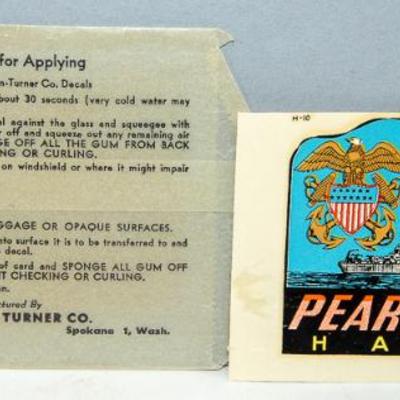 for Applying
n-Turner Co. Decals
bout 30 seconds (very cold water may
al against the glass and squeegee with
r off and squeeze out any remaining air
GE OFF ALL THE GUM FROM BACK
ING OR CURLING.
on windshield or where it might impair
GGAGE OR OPAQUE SURFACES.
nto surface it is to be transferred to and
decal.
of card and SPONGE ALL GUM OFF
NT CHECKING OR CURLING.
n.
ctured By
TURNER CO.
Spokane 1, Wash.
H-10
PEAR
HA